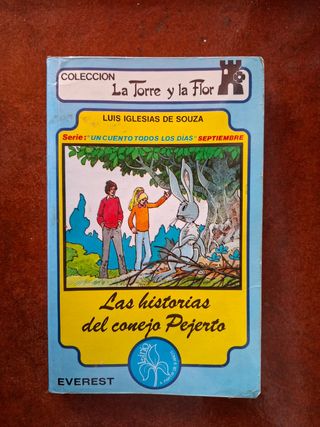 COLECCION
La Torre y la Flor
LUIS IGLESIAS DE SOUZA
Serie: "UN CUENTO TODOS LOS DÍAS" SEPTIEMBRE
Las historias
del conejo Pejerto
EVEREST